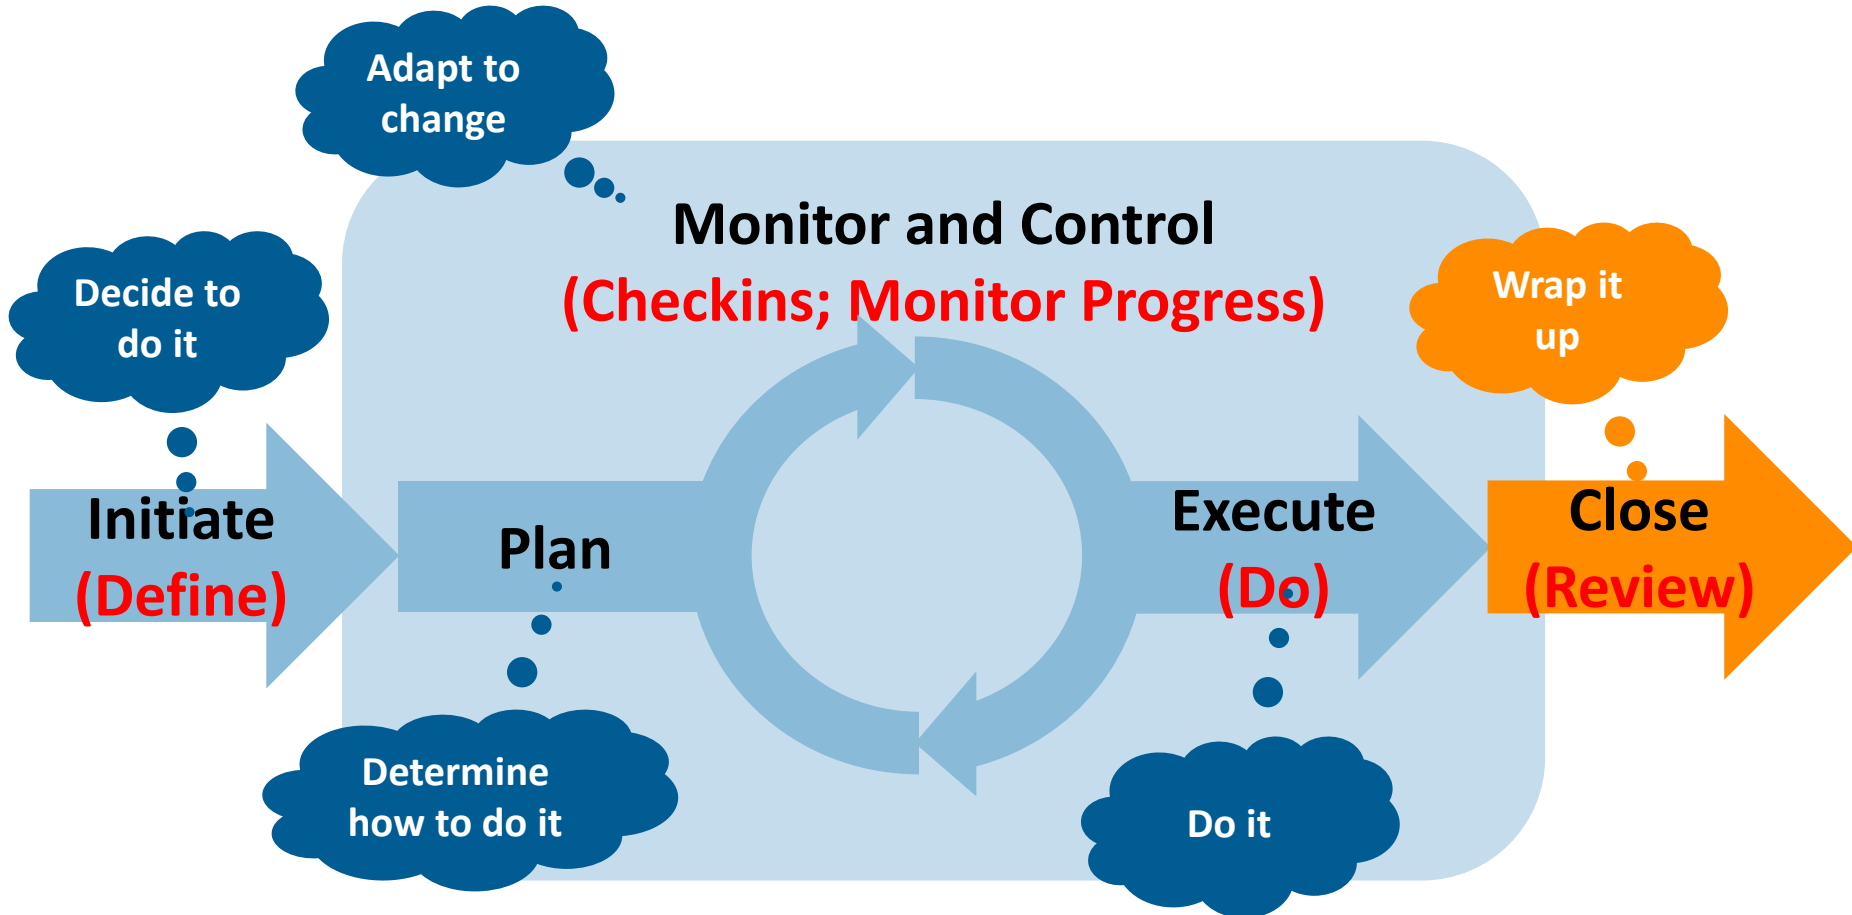 Adapt to
change
Monitor and Control
(Checkins; Monitor Progress)
Decide to
do it
Wrap it
up
Initiate
(Define)
Plan
Execute
(Do)
Close
(Review)
Determine
how to do it
Do it